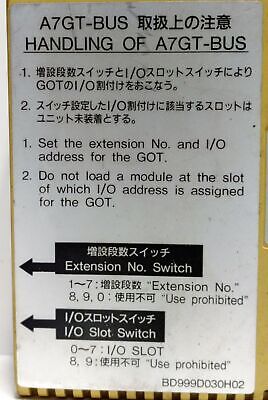 A7GT-BUS 取扱上の注意
HANDLING OF A7GT-BUS
1. 増設段数スイッチとI/Oスロットスイッチにより
GOTのI/O割付けをおこなう。
2. スイッチ設定したI/O割付けに該当するスロットは
ユニット未装着とする。
1. Set the extension No. and I/O
address for the GOT.
2. Do not load a module at the slot
of which I/O address is assigned
for the GOT.
増設段数スイッチ
Extension No. Switch
1~7:増設段数 "Extension No."
8, 9, 0:使用不可 "Use prohibited"
I/Oスロットスイッチ
I/O Slot Switch
0~7:I/O SLOT
8, 9:使用不可 "Use prohibited"
BD999D030H02